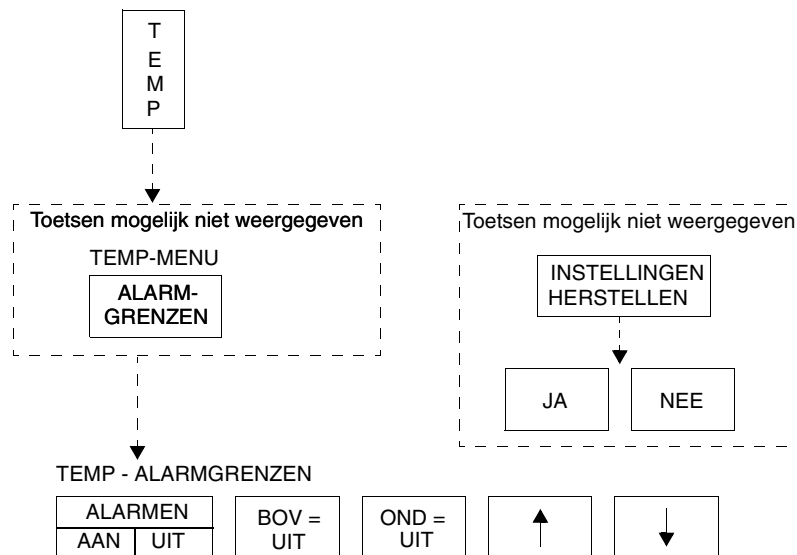 T
E
M
P
Toetsen mogelijk niet weergegeven
TEMP-MENU
ALARM-
GRENZEN
Toetsen mogelijk niet weergegeven
INSTELLINGEN
HERSTELLEN
JA
NEE
TEMP - ALARMGRENZEN
ALARMEN
AAN UIT
BOV =
UIT
OND =
UIT